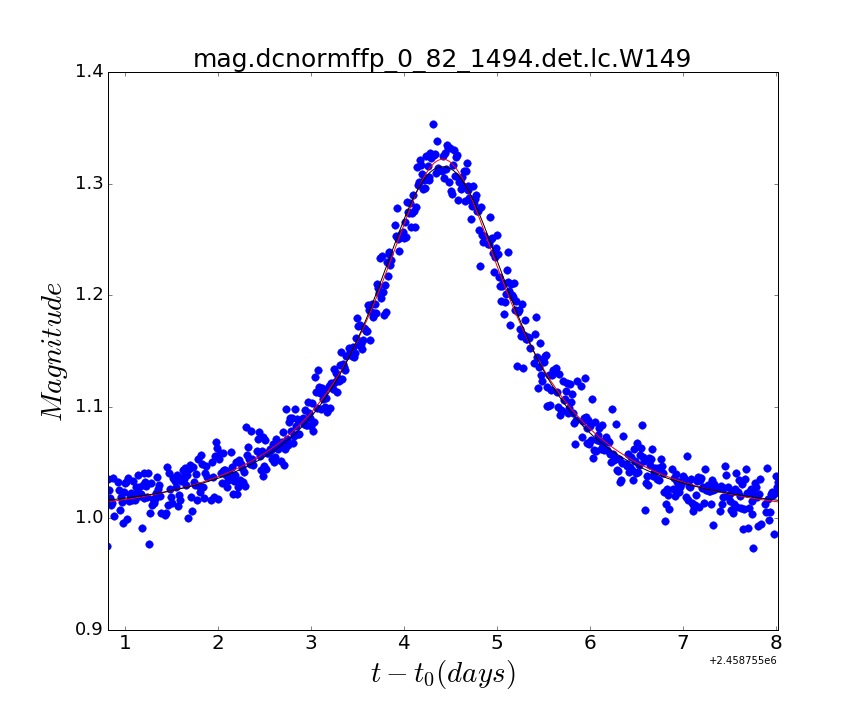 mag.dcnormffp_0_82_1494.det.lc.W149
1.4
1.3
1.2
1.1
1.0
0.9
Magnitude
1 2 3 4 5 6 7 8
+2.458755e6
t − t₀(days)